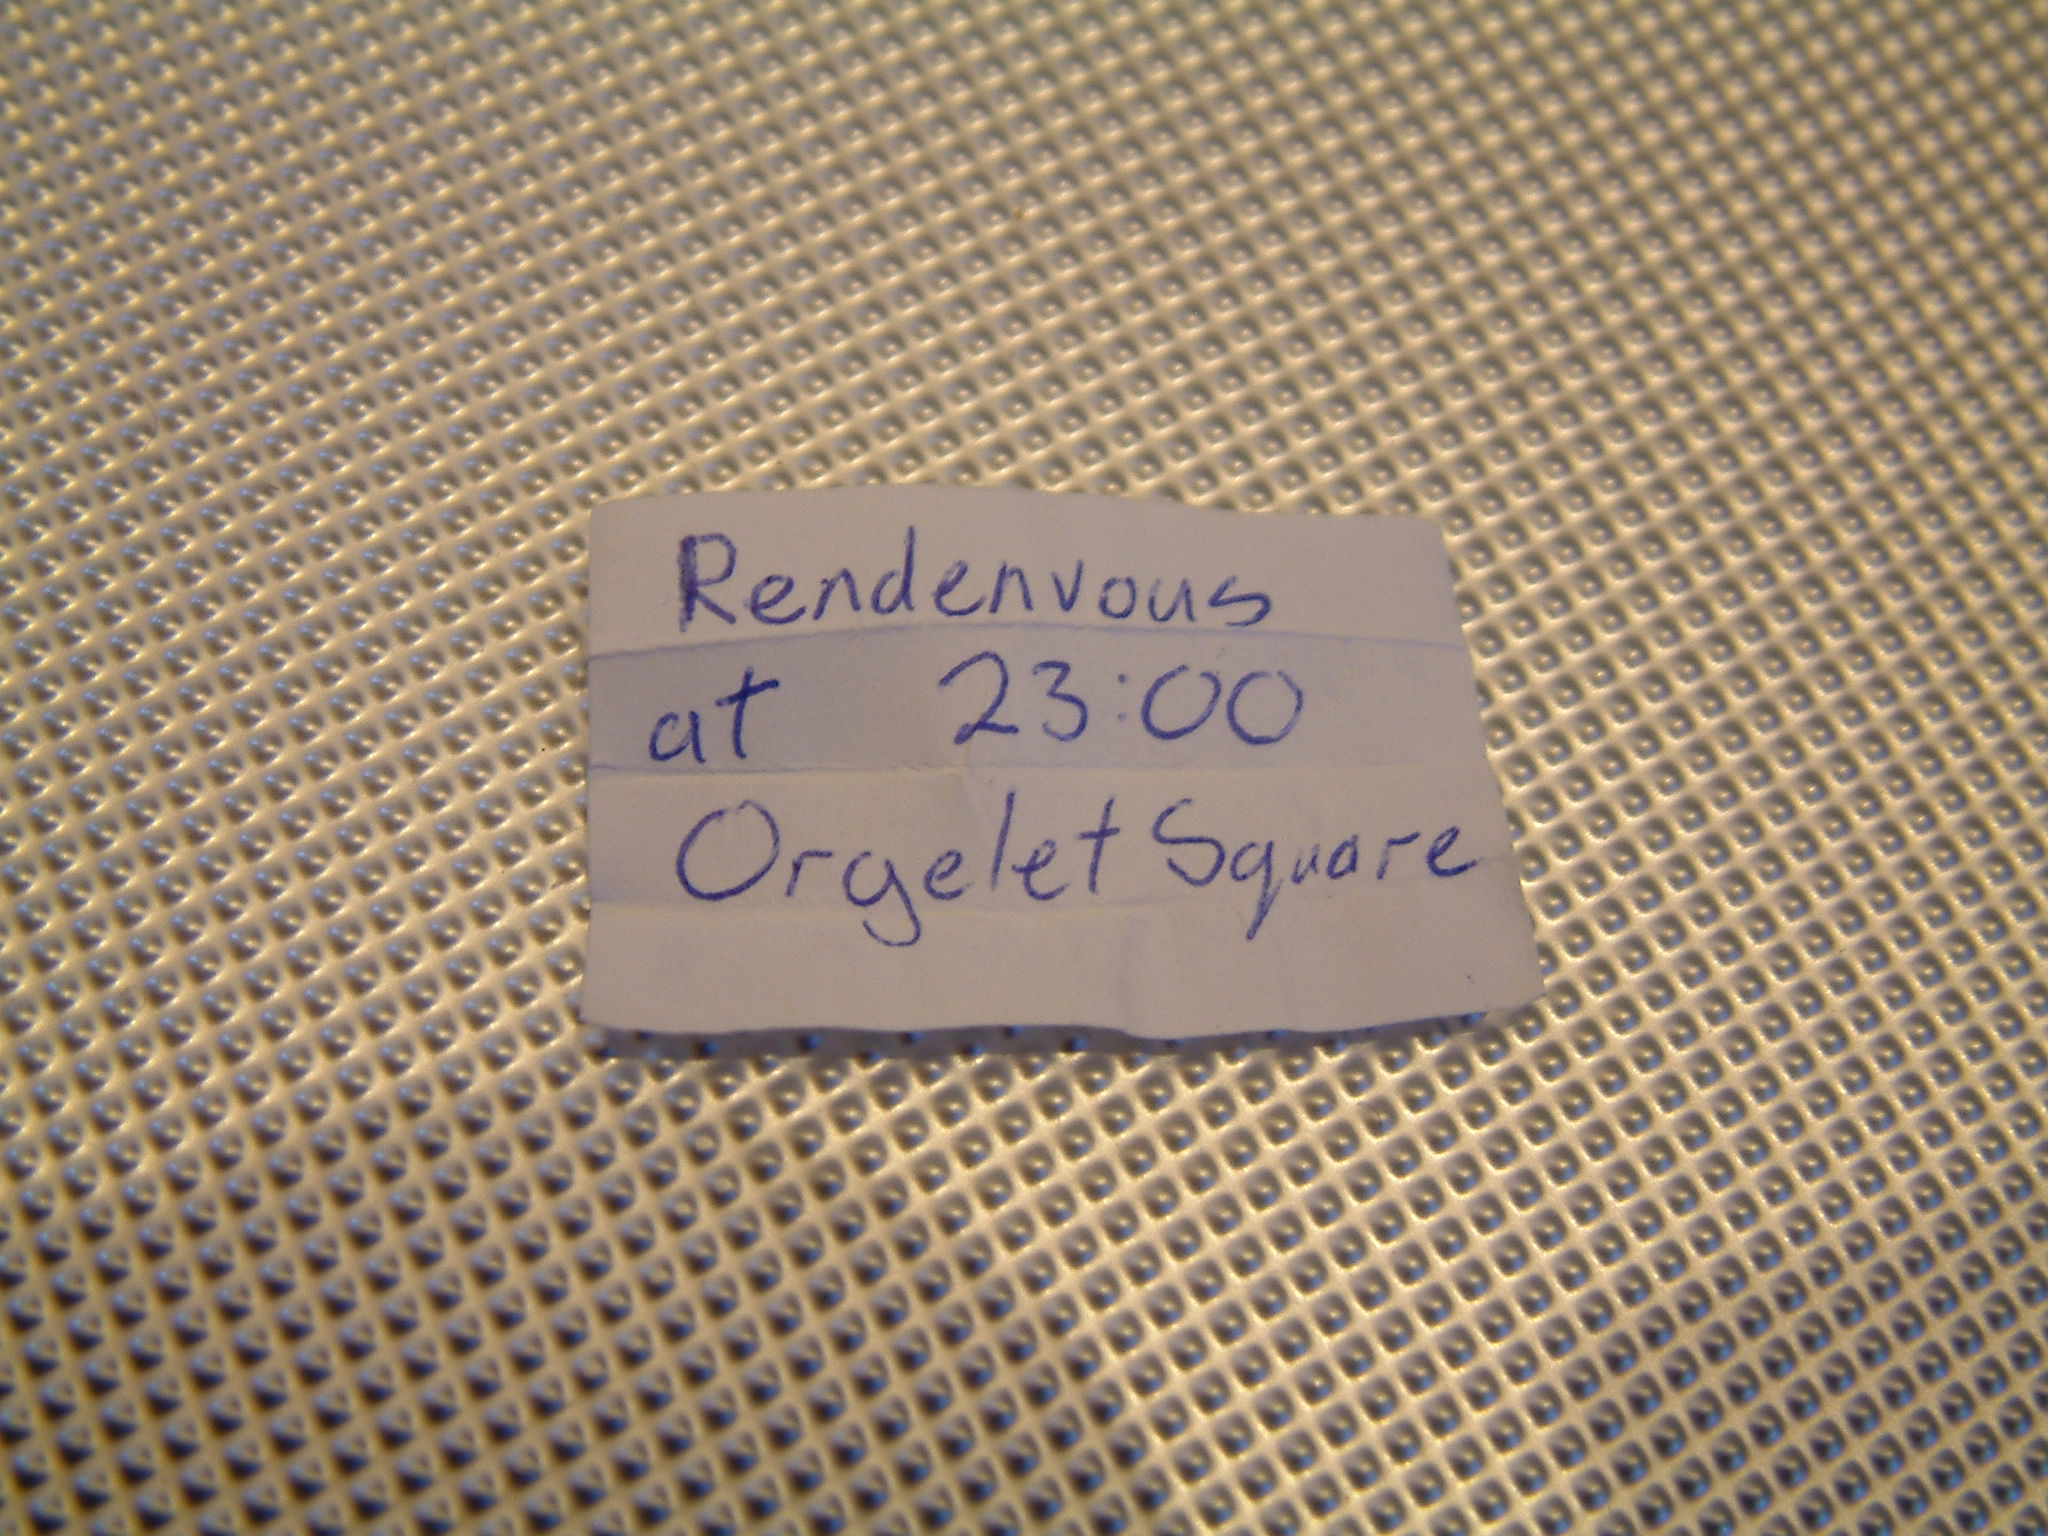 Rendenvous
at 23:00
Orgelet Square